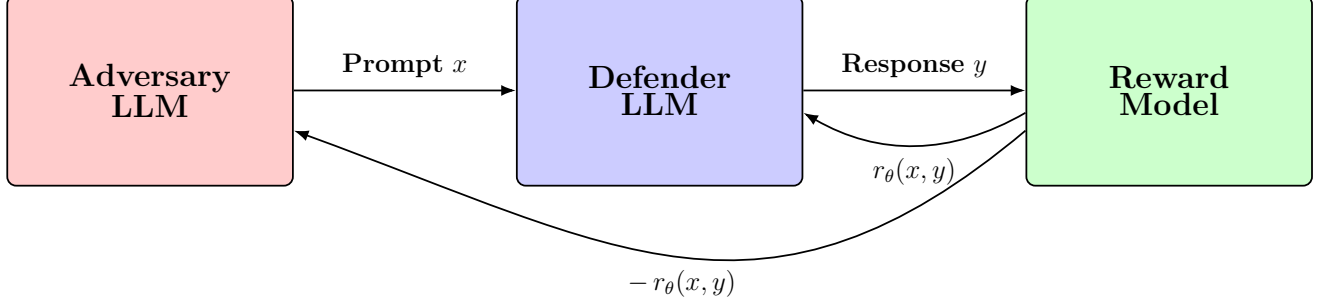 Adversary
LLM
Prompt x
Defender
LLM
Response y
Reward
Model
r_θ(x, y)
− r_θ(x, y)